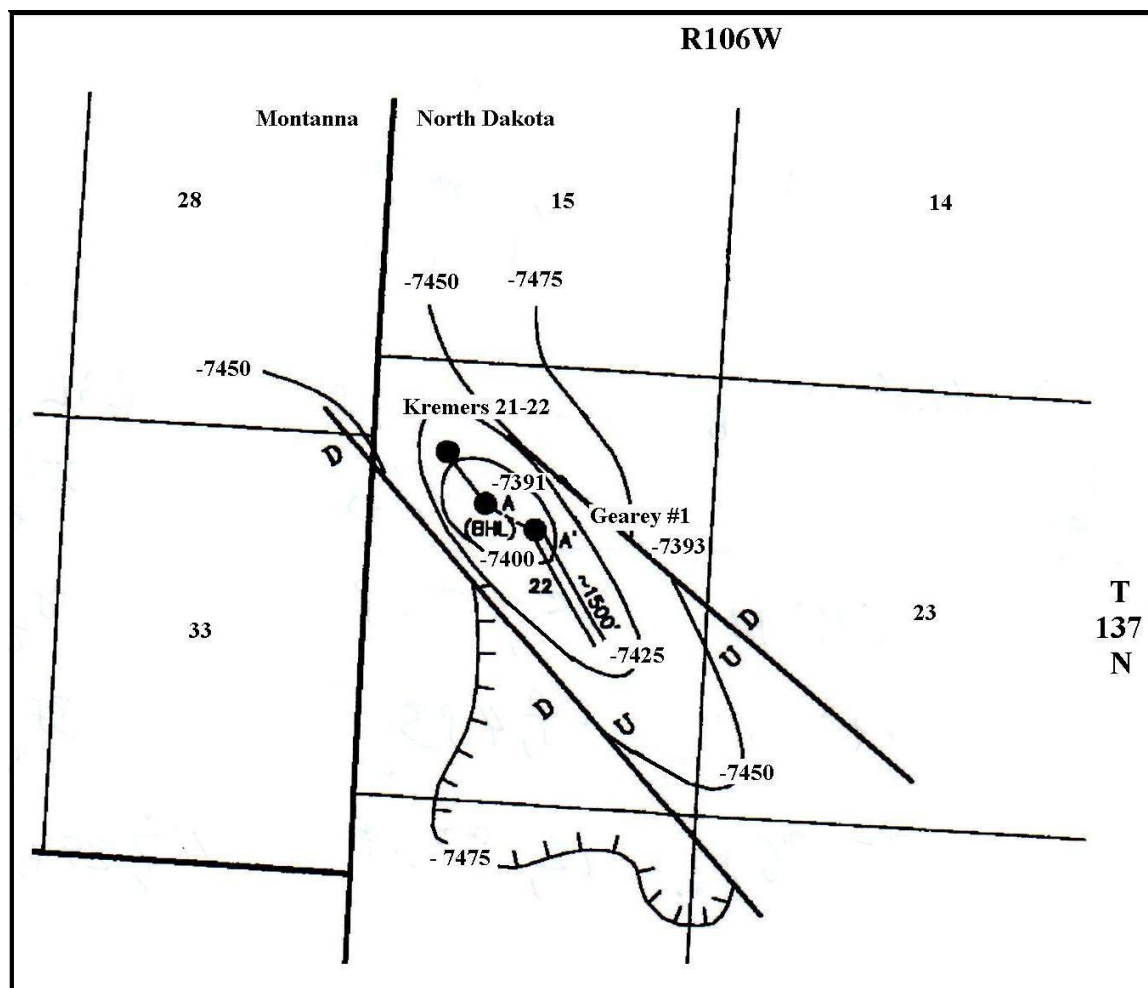 R106W
Montanna North Dakota
28 15 14
-7450 -7475
-7450
Kremers 21-22
D
-7391
A
(BHL)
Gearey #1
A'
-7400 -7393
22 ~1500'
T
137
N
33 23
D
U
-7425
D U
-7450
-7475